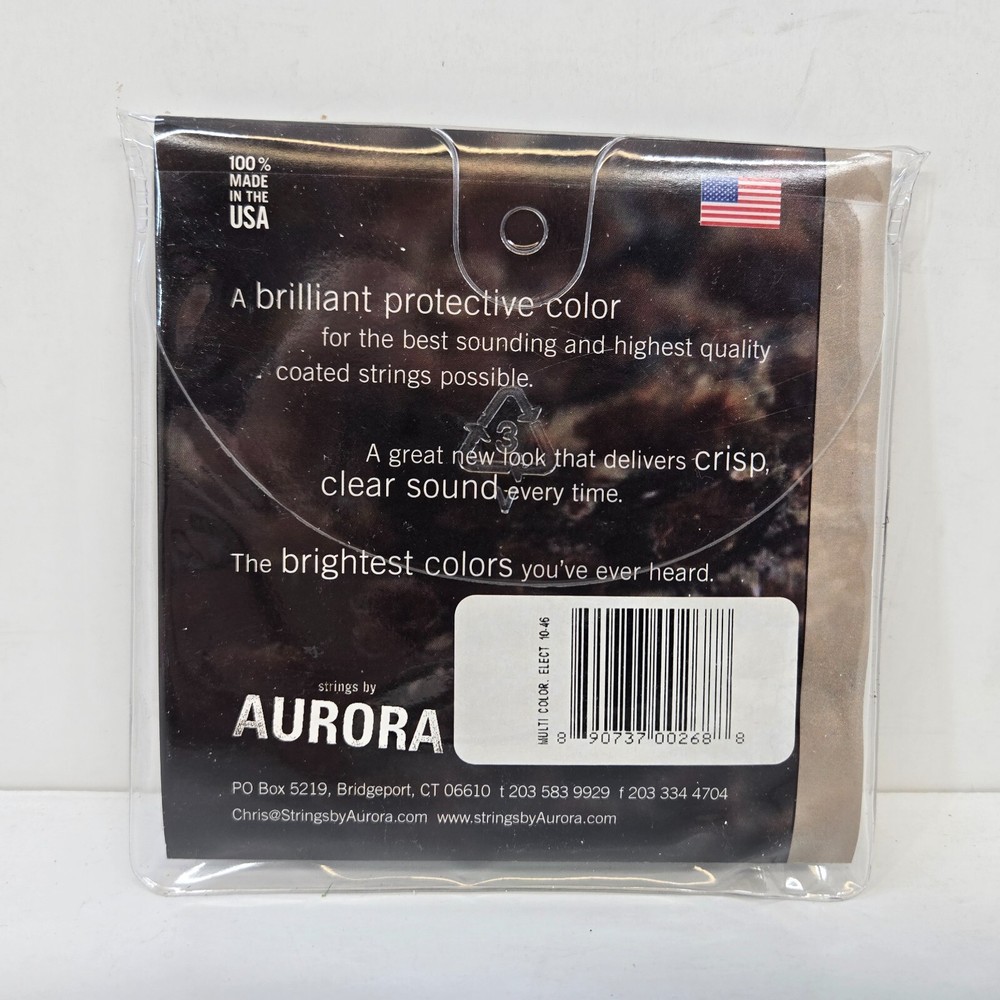 100%
MADE
IN THE
USA
A brilliant protective color
for the best sounding and highest quality
coated strings possible.
3
A great new look that delivers crisp,
clear sound every time.
The brightest colors you've ever heard.
MULTI COLOR. ELECT 10-46
8 90737 00268 8
strings by
AURORA
PO Box 5219, Bridgeport, CT 06610 t 203 583 9929 f 203 334 4704
Chris@StringsbyAurora.com www.stringsbyAurora.com